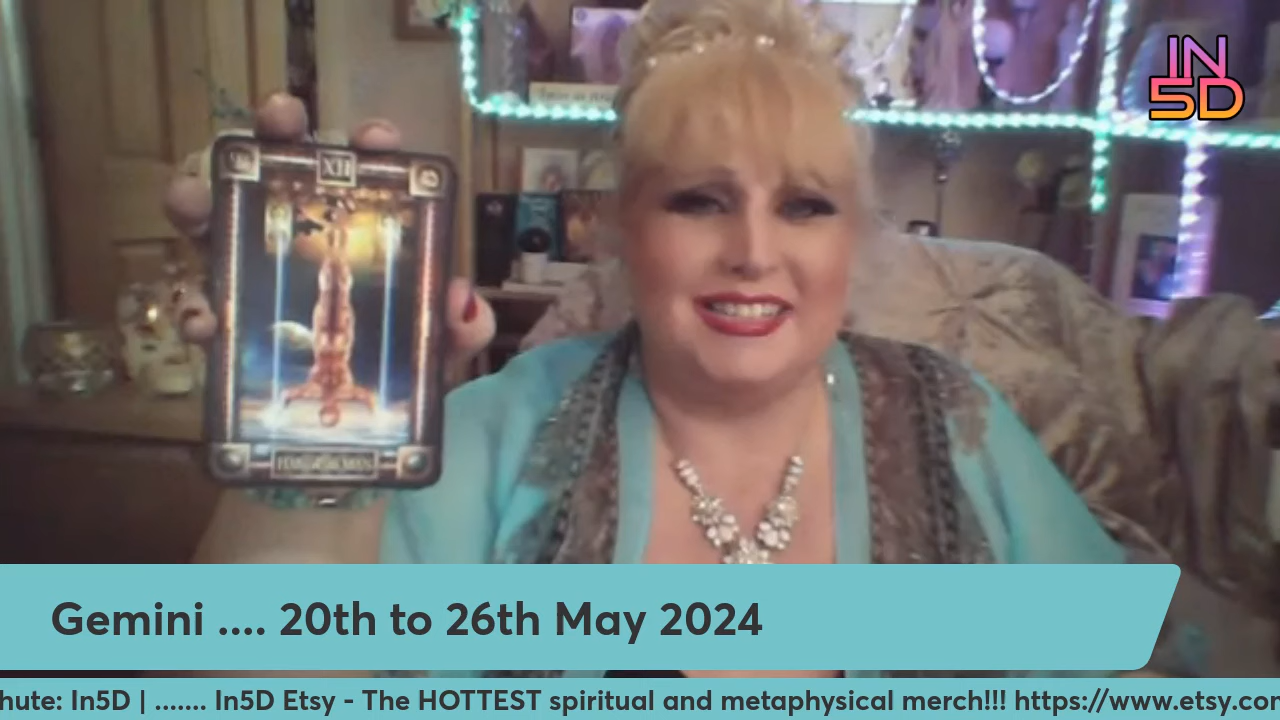 IN
5D
XII
Gemini .... 20th to 26th May 2024
hute: In5D | ....... In5D Etsy - The HOTTEST spiritual and metaphysical merch!!! https://www.etsy.com